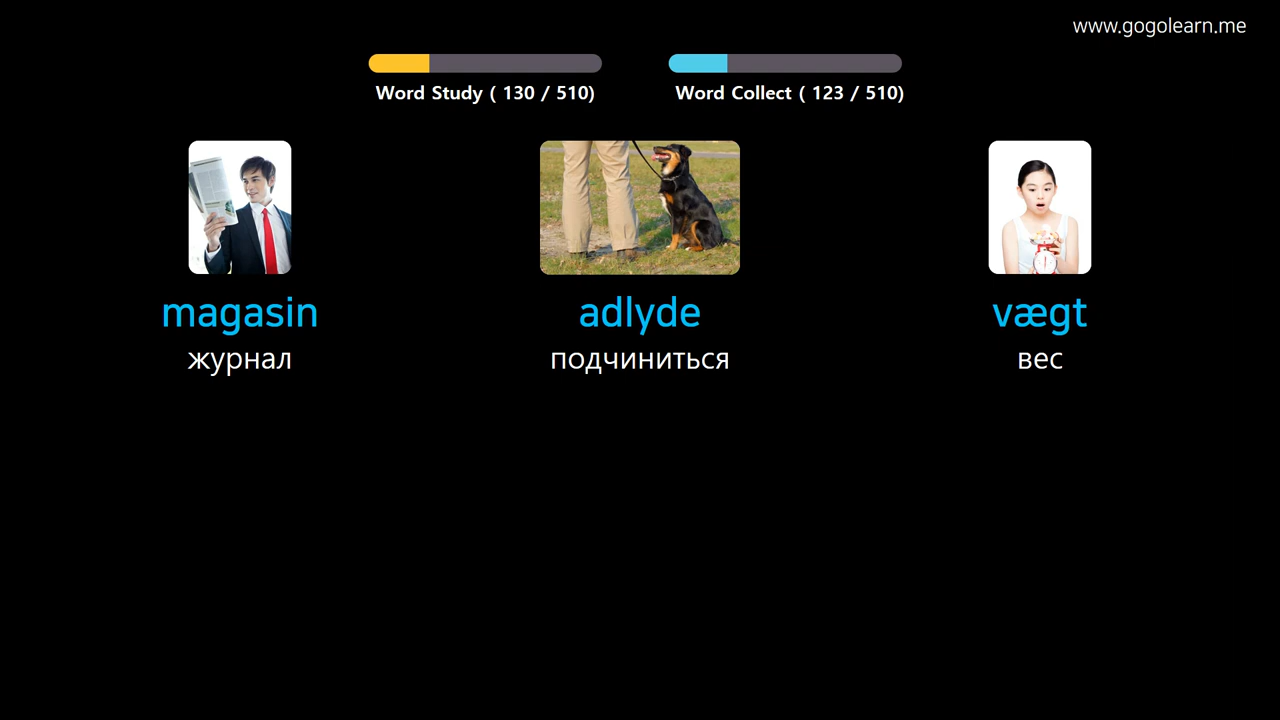 www.gogolearn.me
Word Study ( 130 / 510)
Word Collect ( 123 / 510)
magasin
журнал
adlyde
подчиниться
vægt
вес